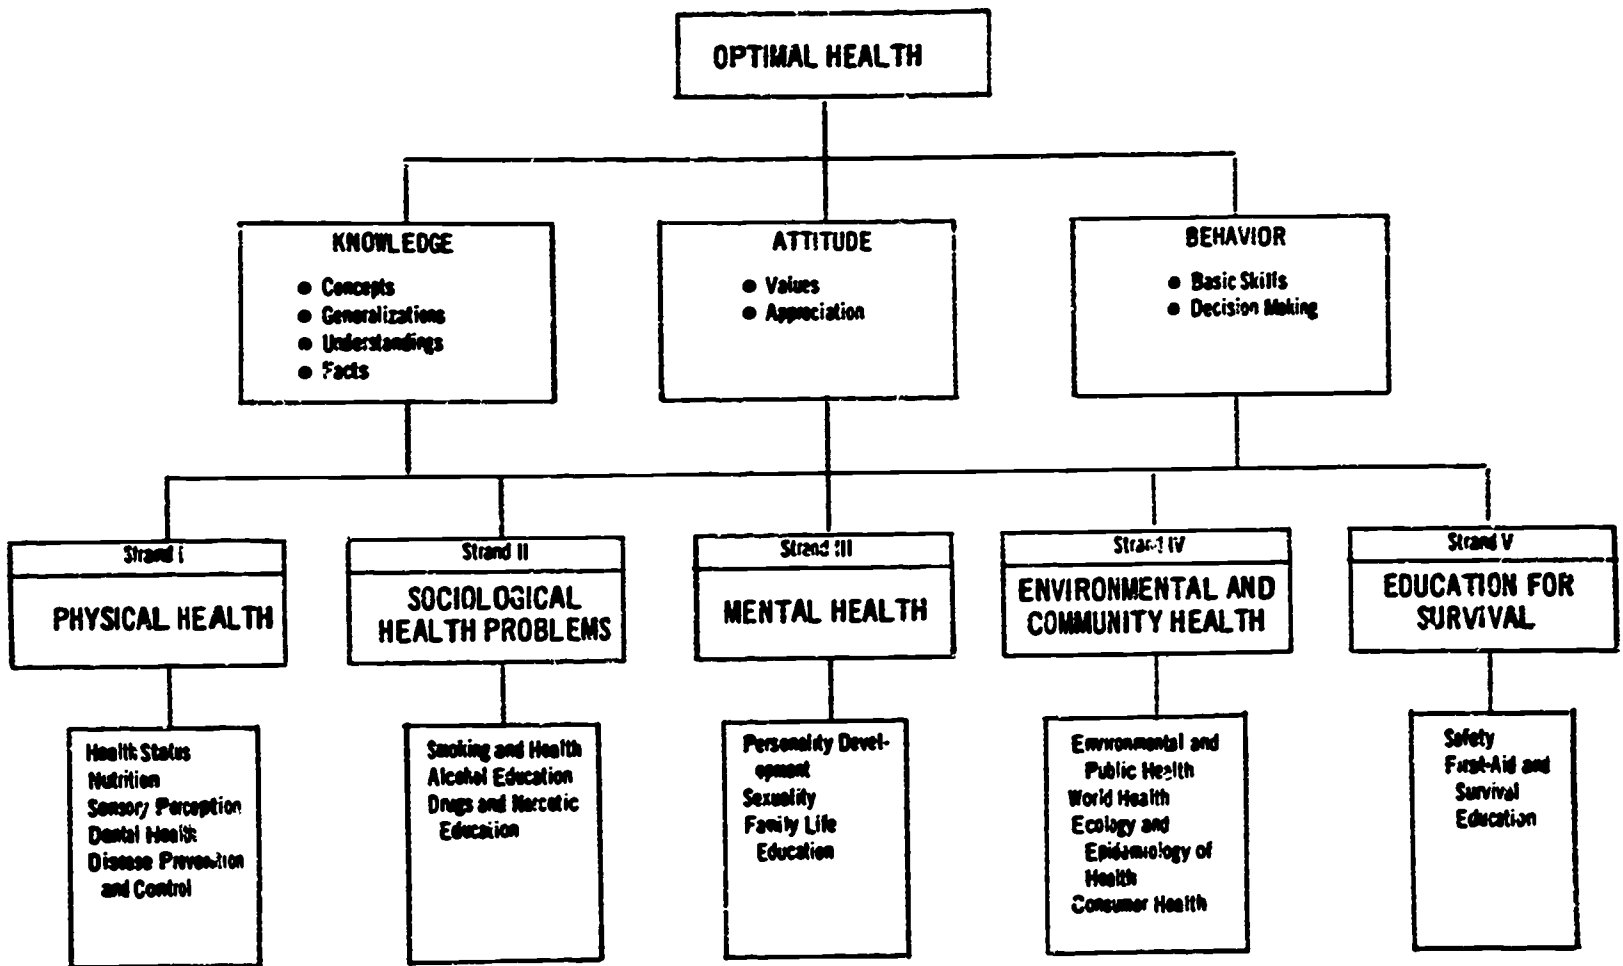 OPTIMAL HEALTH
KNOWLEDGE
● Concepts
● Generalizations
● Understandings
● Facts
ATTITUDE
● Values
● Appreciation
BEHAVIOR
● Basic Skills
● Decision Making
Strand I
PHYSICAL HEALTH
Strand II
SOCIOLOGICAL
HEALTH PROBLEMS
Strand III
MENTAL HEALTH
Strand IV
ENVIRONMENTAL AND
COMMUNITY HEALTH
Strand V
EDUCATION FOR
SURVIVAL
Health Status
Nutrition
Sensory Perception
Dental Health
Disease Prevention
and Control
Smoking and Health
Alcohol Education
Drugs and Narcotic
Education
Personality Devel-
opment
Sexuality
Family Life
Education
Environmental and
Public Health
World Health
Ecology and
Epidemiology of
Health
Consumer Health
Safety
First-Aid and
Survival
Education